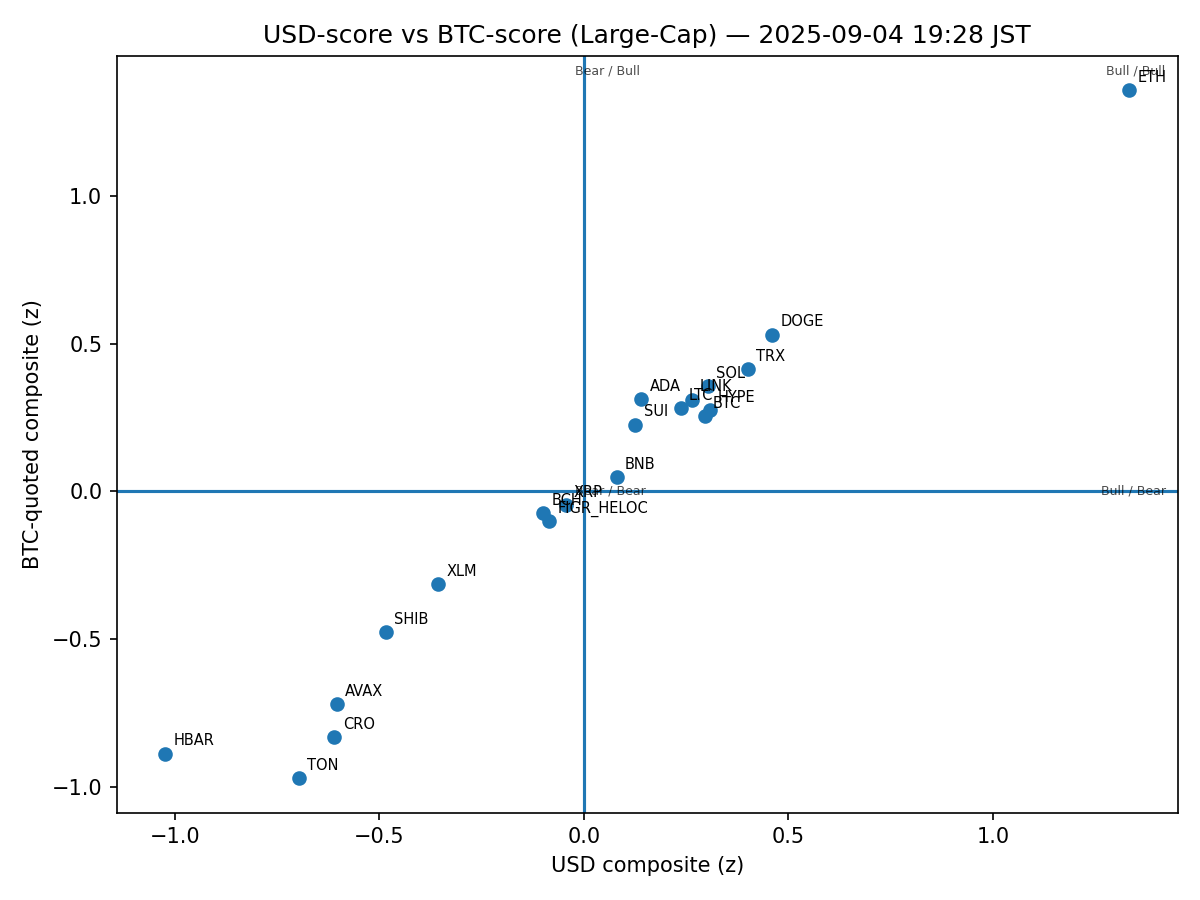 USD-score vs BTC-score (Large-Cap) — 2025-09-04 19:28 JST
Bear / Bull
Bull / Bull
ETH
1.0
DOGE
0.5
TRX
SOL
ADA
LINK
LTC
HYPE
BTC
SUI
BNB
0.0
XRP
/ Bear
Bull / Bear
BCH
FIGR_HELOC
XLM
−0.5
SHIB
AVAX
CRO
HBAR
TON
−1.0
−1.0
−0.5
0.0
0.5
1.0
USD composite (z)
BTC-quoted composite (z)